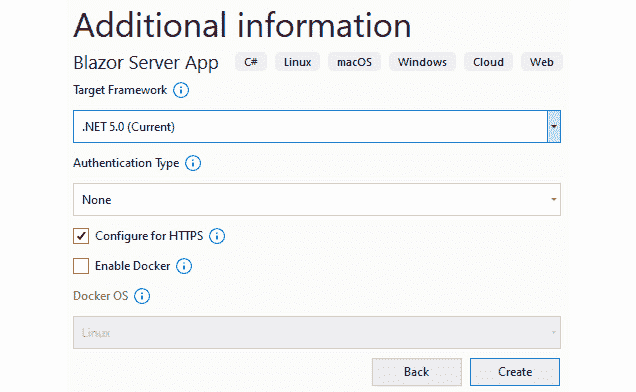 Additional information
Blazor Server App C# Linux macOS Windows Cloud Web
Target Framework
.NET 5.0 (Current)
Authentication Type
None
Configure for HTTPS
Enable Docker
Docker OS
Linux
Back Create